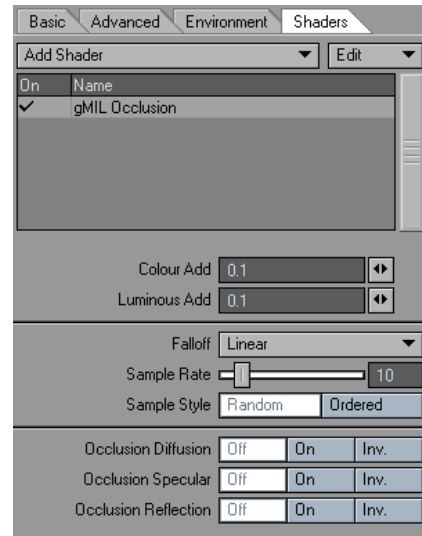 Basic Advanced Environment Shaders
Add Shader Edit
On Name
gMIL Occlusion
Colour Add 0.1
Luminous Add 0.1
Falloff Linear
Sample Rate 10
Sample Style Random Ordered
Occlusion Diffusion Off On Inv.
Occlusion Specular Off On Inv.
Occlusion Reflection Off On Inv.